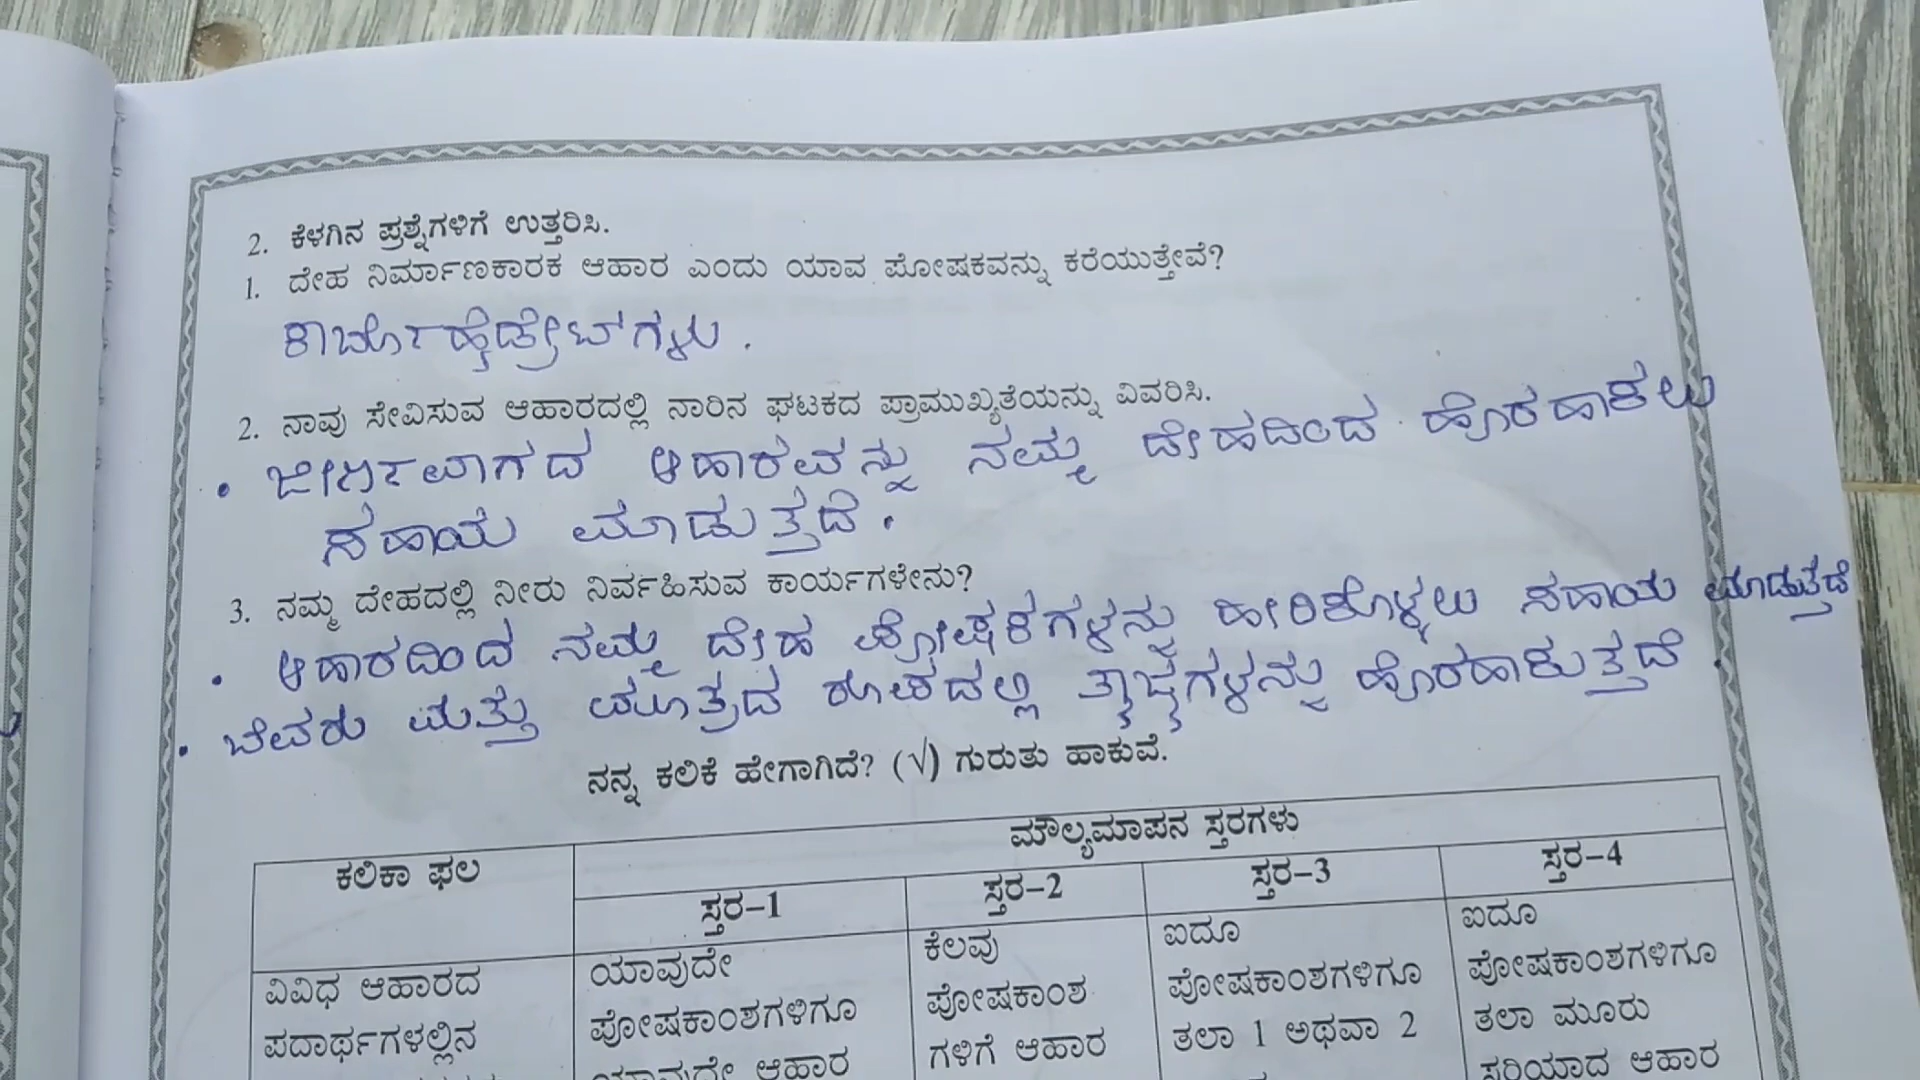 2. ಕೆಳಗಿನ ಪ್ರಶ್ನೆಗಳಿಗೆ ಉತ್ತರಿಸಿ.
1. ದೇಹ ನಿರ್ಮಾಣಕಾರಕ ಆಹಾರ ಎಂದು ಯಾವ ಪೋಷಕವನ್ನು ಕರೆಯುತ್ತೇವೆ?
ಕಾರ್ಬೋಹೈಡ್ರೇಟ್‌ಗಳು.
2. ನಾವು ಸೇವಿಸುವ ಆಹಾರದಲ್ಲಿ ನಾರಿನ ಘಟಕದ ಪ್ರಾಮುಖ್ಯತೆಯನ್ನು ವಿವರಿಸಿ.
• ಜೀರ್ಣವಾಗದ ಆಹಾರವನ್ನು ನಮ್ಮ ದೇಹದಿಂದ ಹೊರಹಾಕಲು
ಸಹಾಯ ಮಾಡುತ್ತದೆ.
3. ನಮ್ಮ ದೇಹದಲ್ಲಿ ನೀರು ನಿರ್ವಹಿಸುವ ಕಾರ್ಯಗಳೇನು?
• ಆಹಾರದಿಂದ ನಮ್ಮ ದೇಹ ಪೋಷಕಗಳನ್ನು ಹೀರಿಕೊಳ್ಳಲು ಸಹಾಯ ಮಾಡುತ್ತದೆ
• ಬೆವರು ಮತ್ತು ಮೂತ್ರದ ರೂಪದಲ್ಲಿ ತ್ಯಾಜ್ಯಗಳನ್ನು ಹೊರಹಾಕುತ್ತದೆ.
ನನ್ನ ಕಲಿಕೆ ಹೇಗಾಗಿದೆ? (√) ಗುರುತು ಹಾಕುವೆ.
ಕಲಿಕಾ ಫಲ
ಮೌಲ್ಯಮಾಪನ ಸ್ತರಗಳು
ಸ್ತರ-1 ಸ್ತರ-2 ಸ್ತರ-3 ಸ್ತರ-4
ವಿವಿಧ ಆಹಾರದ
ಪದಾರ್ಥಗಳಲ್ಲಿನ
ಯಾವುದೇ
ಪೋಷಕಾಂಶಗಳಿಗೂ
ಯಾವುದೇ ಆಹಾರ
ಕೆಲವು
ಪೋಷಕಾಂಶ
ಗಳಿಗೆ ಆಹಾರ
ಐದೂ
ಪೋಷಕಾಂಶಗಳಿಗೂ
ತಲಾ 1 ಅಥವಾ 2
ಐದೂ
ಪೋಷಕಾಂಶಗಳಿಗೂ
ತಲಾ ಮೂರು
ಸರಿಯಾದ ಆಹಾರ